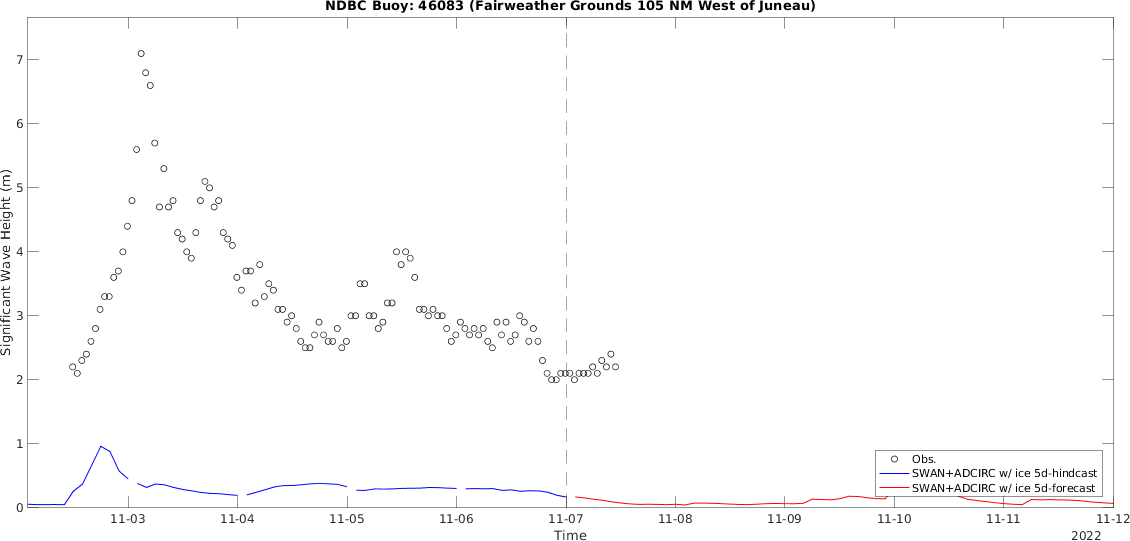 NDBC Buoy: 46083 (Fairweather Grounds 105 NM West of Juneau)
Significant Wave Height (m)
7
6
5
4
3
2
1
0
Obs.
SWAN+ADCIRC w/ ice 5d-hindcast
SWAN+ADCIRC w/ ice 5d-forecast
11-03 11-04 11-05 11-06 11-07 11-08 11-09 11-10 11-11 11-12
Time
2022